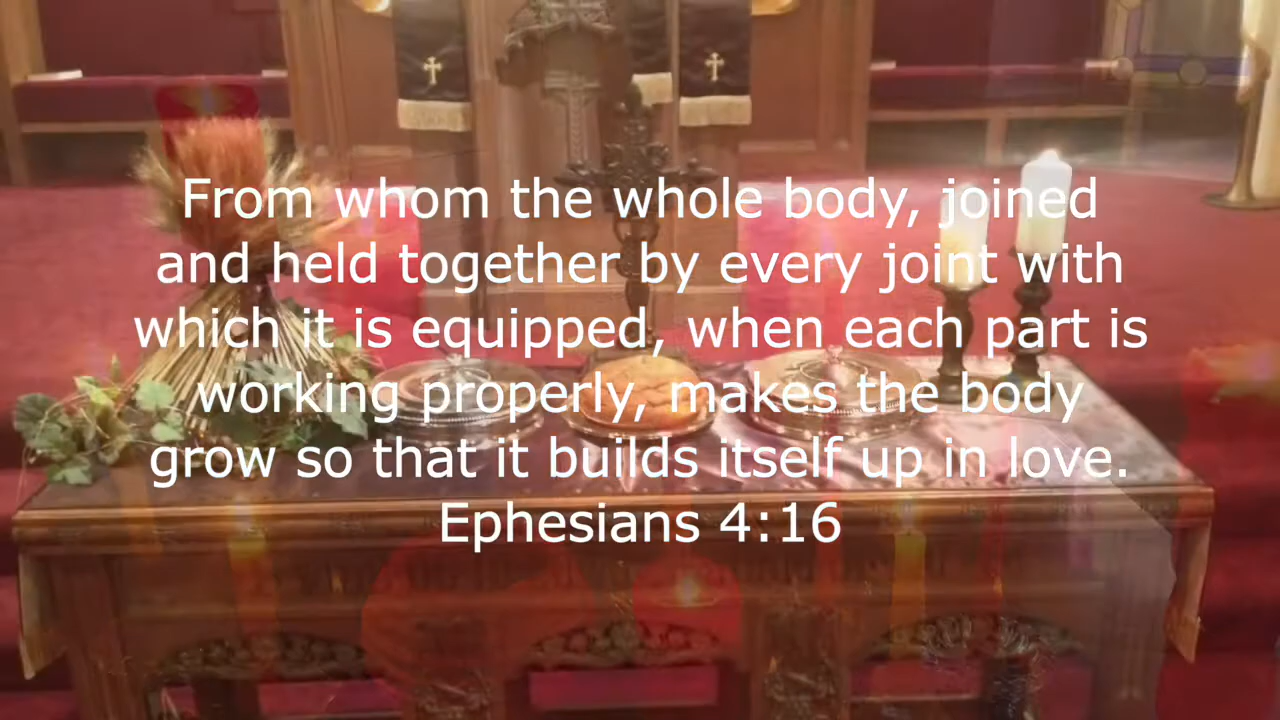 From whom the whole body, joined
and held together by every joint with
which it is equipped, when each part is
working properly, makes the body
grow so that it builds itself up in love.
Ephesians 4:16